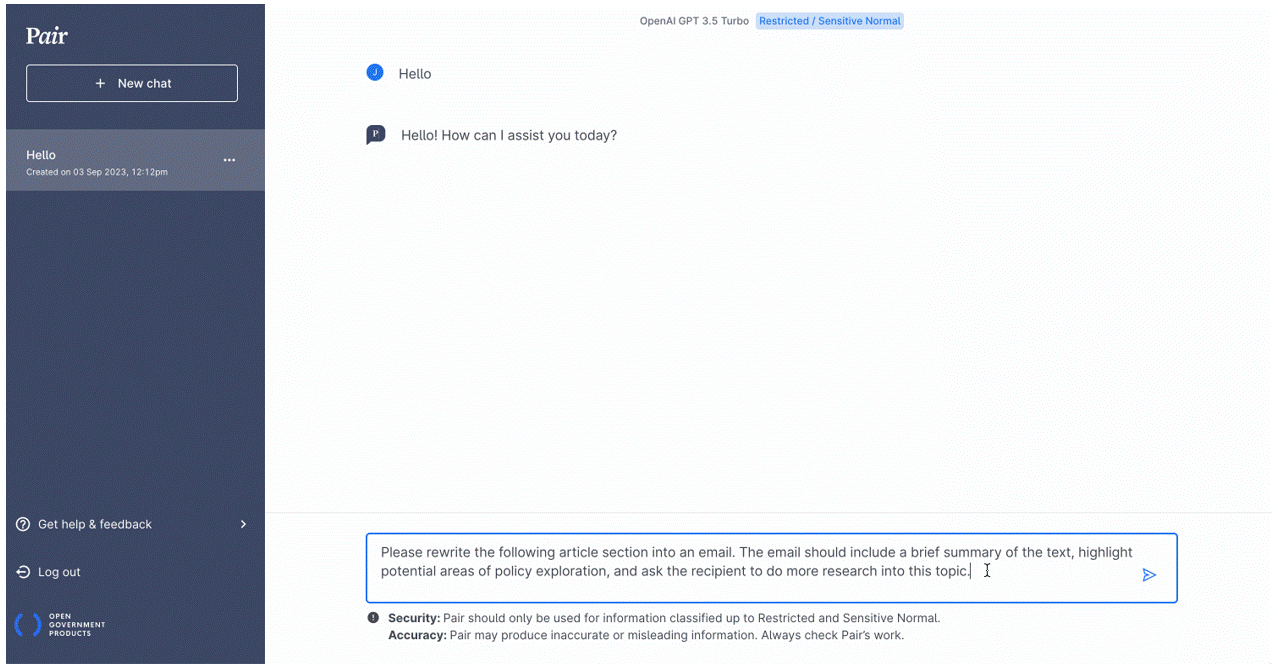 Pair
+ New chat
Hello
Created on 03 Sep 2023, 12:12pm
Get help & feedback
Log out
OPEN
GOVERNMENT
PRODUCTS
OpenAI GPT 3.5 Turbo Restricted / Sensitive Normal
J Hello
P Hello! How can I assist you today?
Please rewrite the following article section into an email. The email should include a brief summary of the text, highlight
potential areas of policy exploration, and ask the recipient to do more research into this topic.
Security: Pair should only be used for information classified up to Restricted and Sensitive Normal.
Accuracy: Pair may produce inaccurate or misleading information. Always check Pair's work.